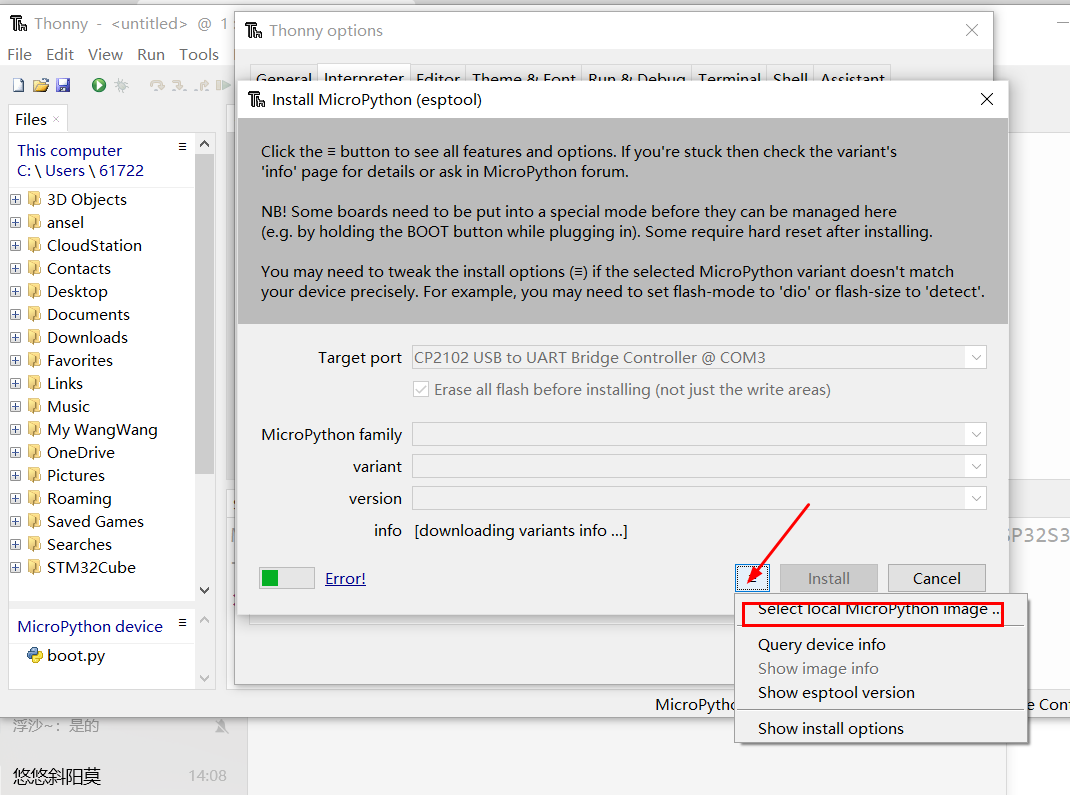 Thonny - <untitled> @ 1
Thonny options
File Edit View Run Tools
General Interpreter Editor Theme & Font Run & Debug Terminal Shell Assistant
Install MicroPython (esptool)
Files
This computer
C: \ Users \ 61722
3D Objects
ansel
CloudStation
Contacts
Desktop
Documents
Downloads
Favorites
Links
Music
My WangWang
OneDrive
Pictures
Roaming
Saved Games
Searches
STM32Cube
MicroPython device
boot.py
Click the ≡ button to see all features and options. If you're stuck then check the variant's
'info' page for details or ask in MicroPython forum.
NB! Some boards need to be put into a special mode before they can be managed here
(e.g. by holding the BOOT button while plugging in). Some require hard reset after installing.
You may need to tweak the install options (≡) if the selected MicroPython variant doesn't match
your device precisely. For example, you may need to set flash-mode to 'dio' or flash-size to 'detect'.
Target port CP2102 USB to UART Bridge Controller @ COM3
Erase all flash before installing (not just the write areas)
MicroPython family
variant
version
info [downloading variants info ...]
Error!
Install
Cancel
Select local MicroPython image ..
Query device info
Show image info
Show esptool version
Show install options
P32S3
MicroPytho
e Con
浮沙~：是的
悠悠斜阳莫 14:08